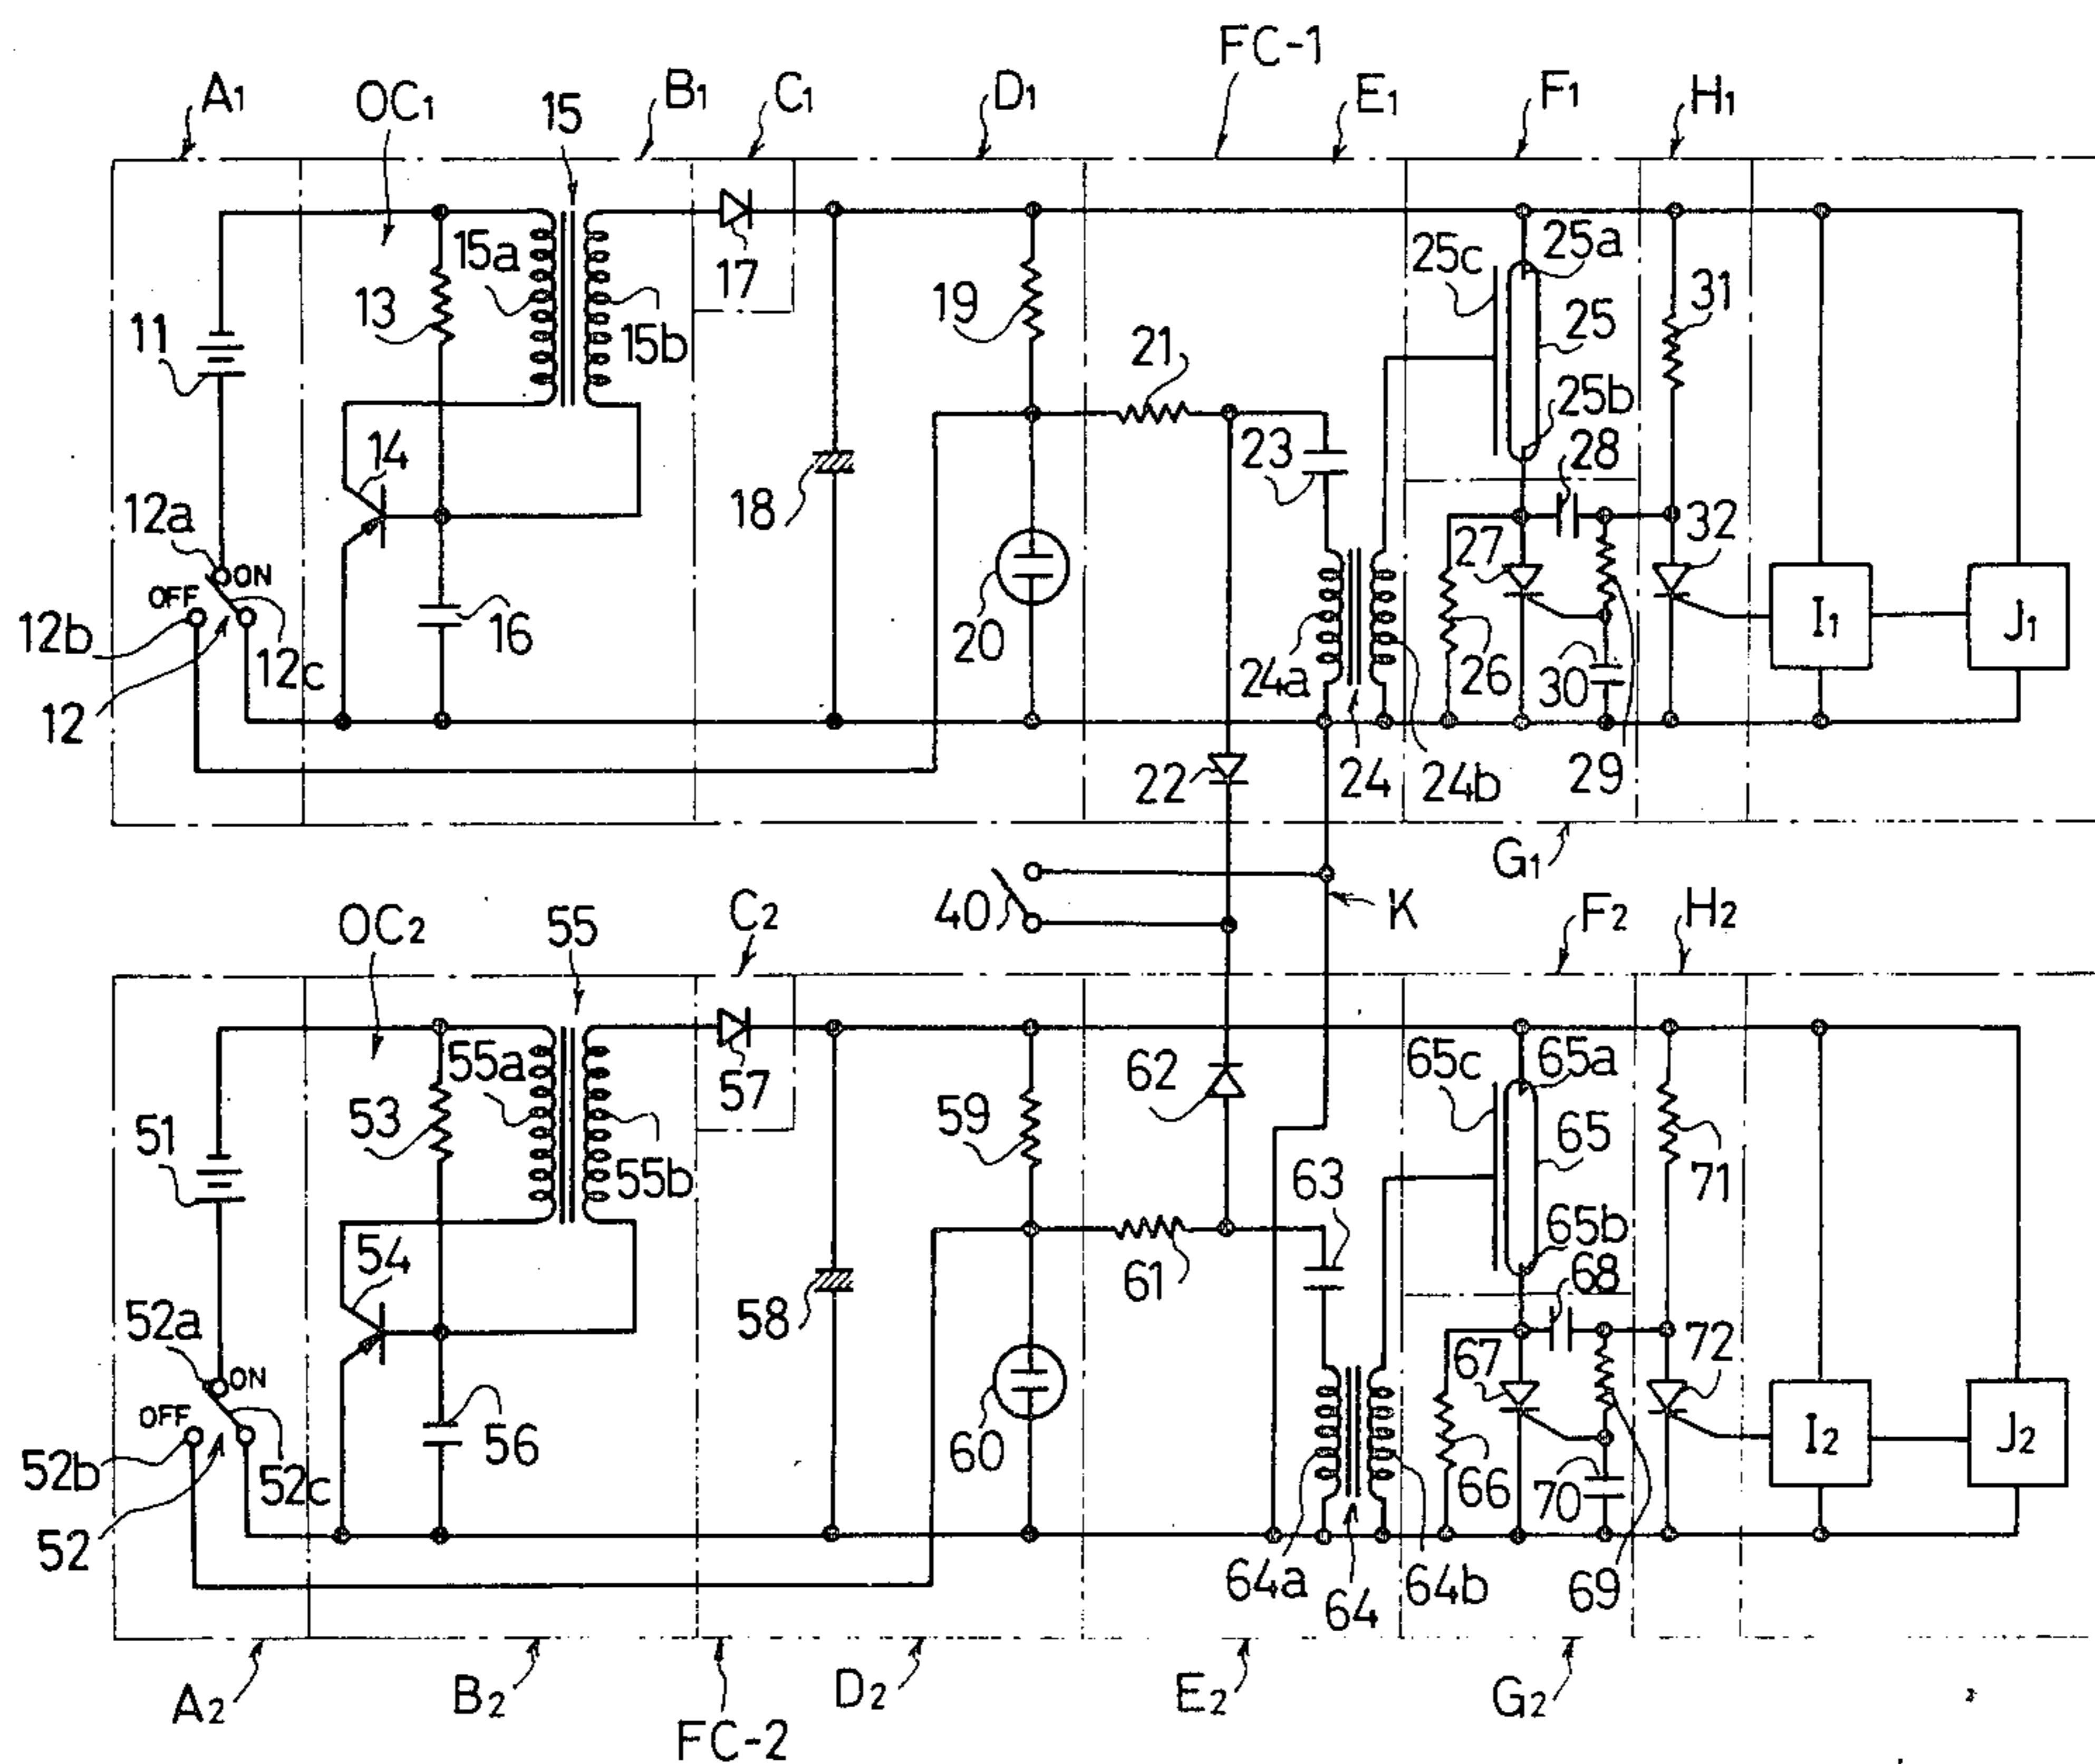 FC-1
A1
OC1
15
B1
C1
D1
E1
F1
H1
15a
13
15b
17
19
21
25c
25a
25
31
25b
11
14
18
23
28
12a
ON
OFF
12b
12c
12
16
20
24a
27
32
26
30
I1
J1
22
24
24b
29
G1
40
K
OC2
55
C2
F2
H2
55a
53
55b
57
59
62
65c
65a
65
71
65b
51
54
58
61
63
68
52a
ON
OFF
52b
52c
52
56
60
67
72
66
70
I2
J2
64a
64
64b
69
A2
B2
FC-2
D2
E2
G2